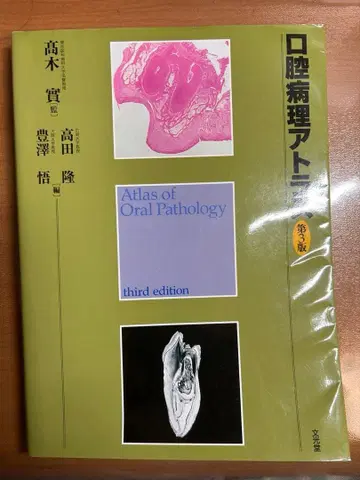 口腔病理アトラス
第3版
髙木 實 [監]
高田 隆
豊澤 悟 [編]
Atlas of
Oral Pathology
third edition
文光堂